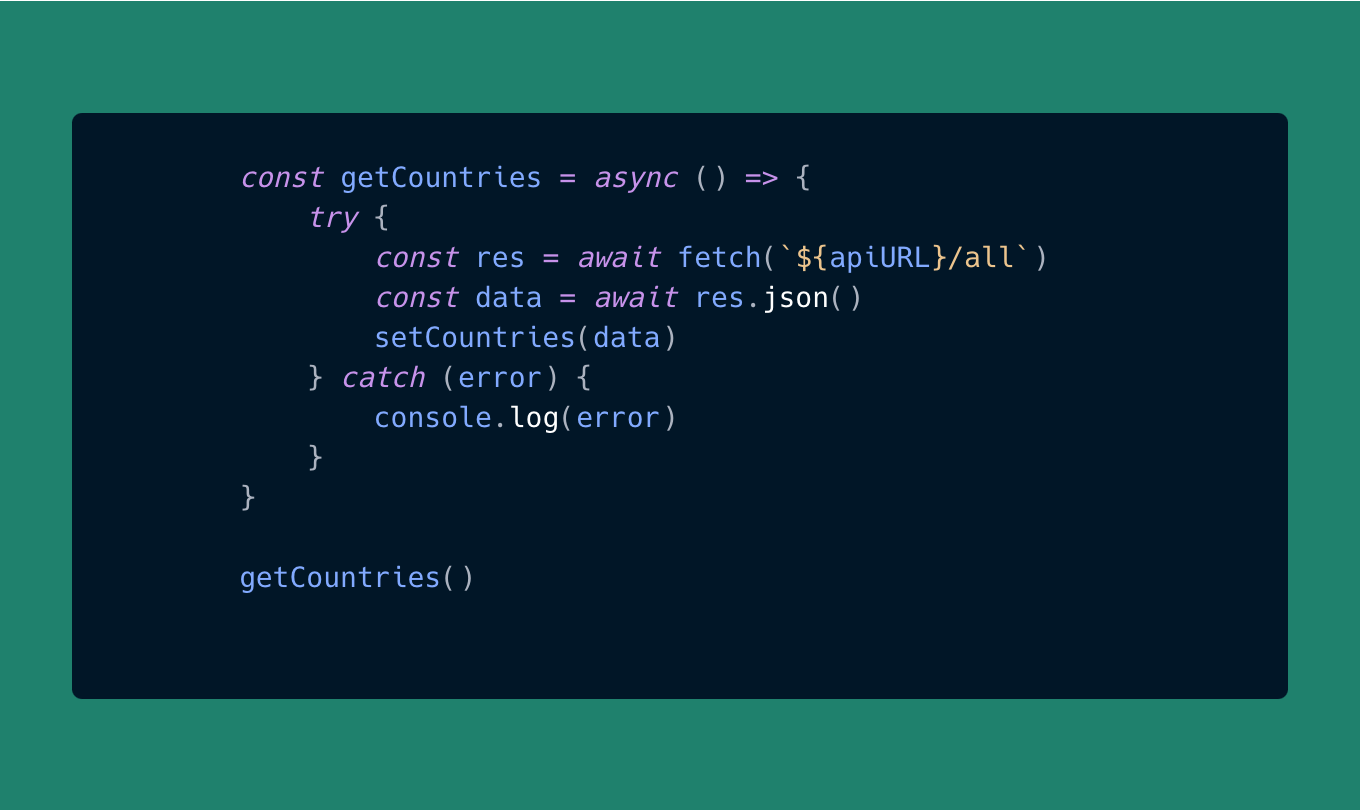 const getCountries = async () => {
    try {
        const res = await fetch(`${apiURL}/all`)
        const data = await res.json()
        setCountries(data)
    } catch (error) {
        console.log(error)
    }
}

getCountries()